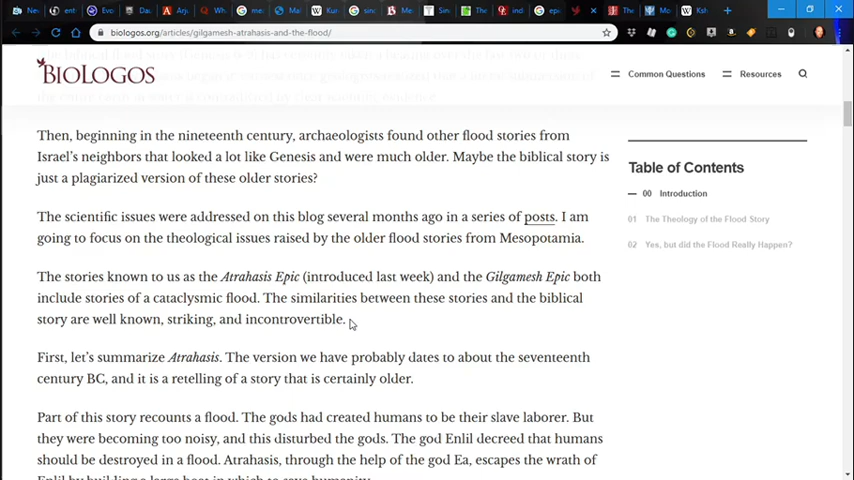 biologos.org/articles/gilgamesh-atrahasis-and-the-flood/
BIOLOGOS
Common Questions
Resources
Then, beginning in the nineteenth century, archaeologists found other flood stories from
Israel's neighbors that looked a lot like Genesis and were much older. Maybe the biblical story is
just a plagiarized version of these older stories?
The scientific issues were addressed on this blog several months ago in a series of posts. I am
going to focus on the theological issues raised by the older flood stories from Mesopotamia.
The stories known to us as the Atrahasis Epic (introduced last week) and the Gilgamesh Epic both
include stories of a cataclysmic flood. The similarities between these stories and the biblical
story are well known, striking, and incontrovertible.
First, let's summarize Atrahasis. The version we have probably dates to about the seventeenth
century BC, and it is a retelling of a story that is certainly older.
Part of this story recounts a flood. The gods had created humans to be their slave laborer. But
they were becoming too noisy, and this disturbed the gods. The god Enlil decreed that humans
should be destroyed in a flood. Atrahasis, through the help of the god Ea, escapes the wrath of
Enlil by building a large boat in which to save humanity.
Table of Contents
00 Introduction
01 The Theology of the Flood Story
02 Yes, but did the Flood Really Happen?